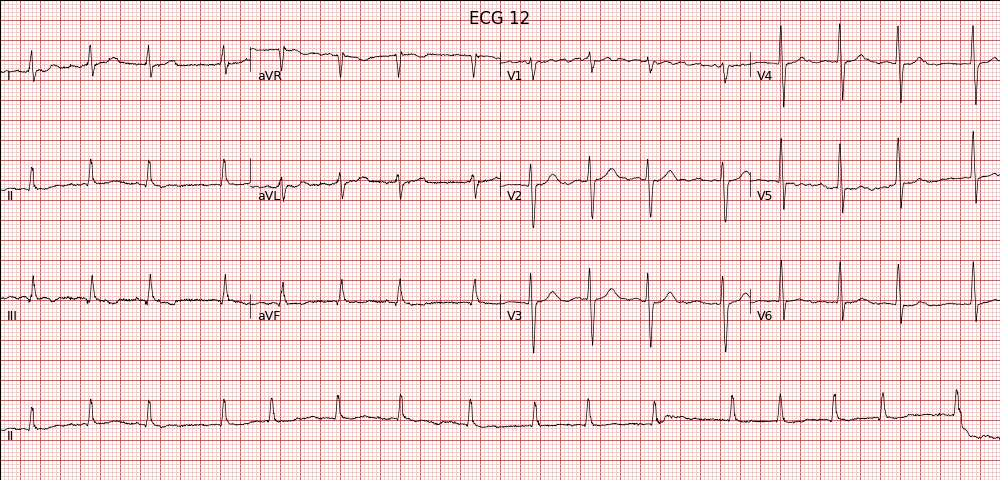 ECG 12
I aVR V1 V4
II aVL V2 V5
III aVF V3 V6
II